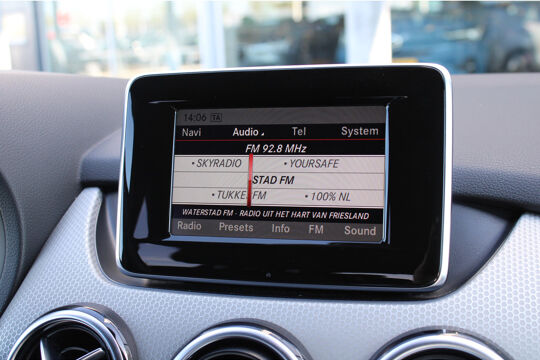 14:06 TA
Navi Audio Tel System
FM 92.8 MHz
• SKYRADIO • YOURSAFE
STAD FM
• TUKKER FM • 100% NL
WATERSTAD FM - RADIO UIT HET HART VAN FRIESLAND
Radio Presets Info FM Sound